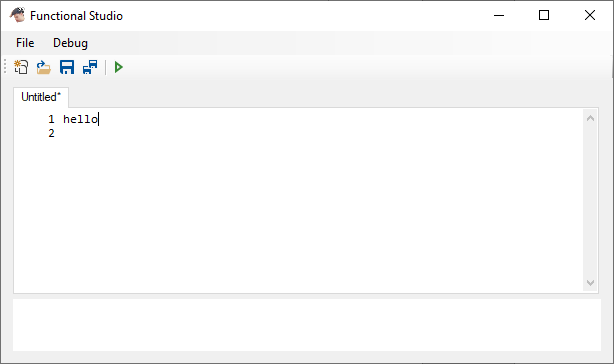 Functional Studio
File Debug
Untitled*
1 hello
2